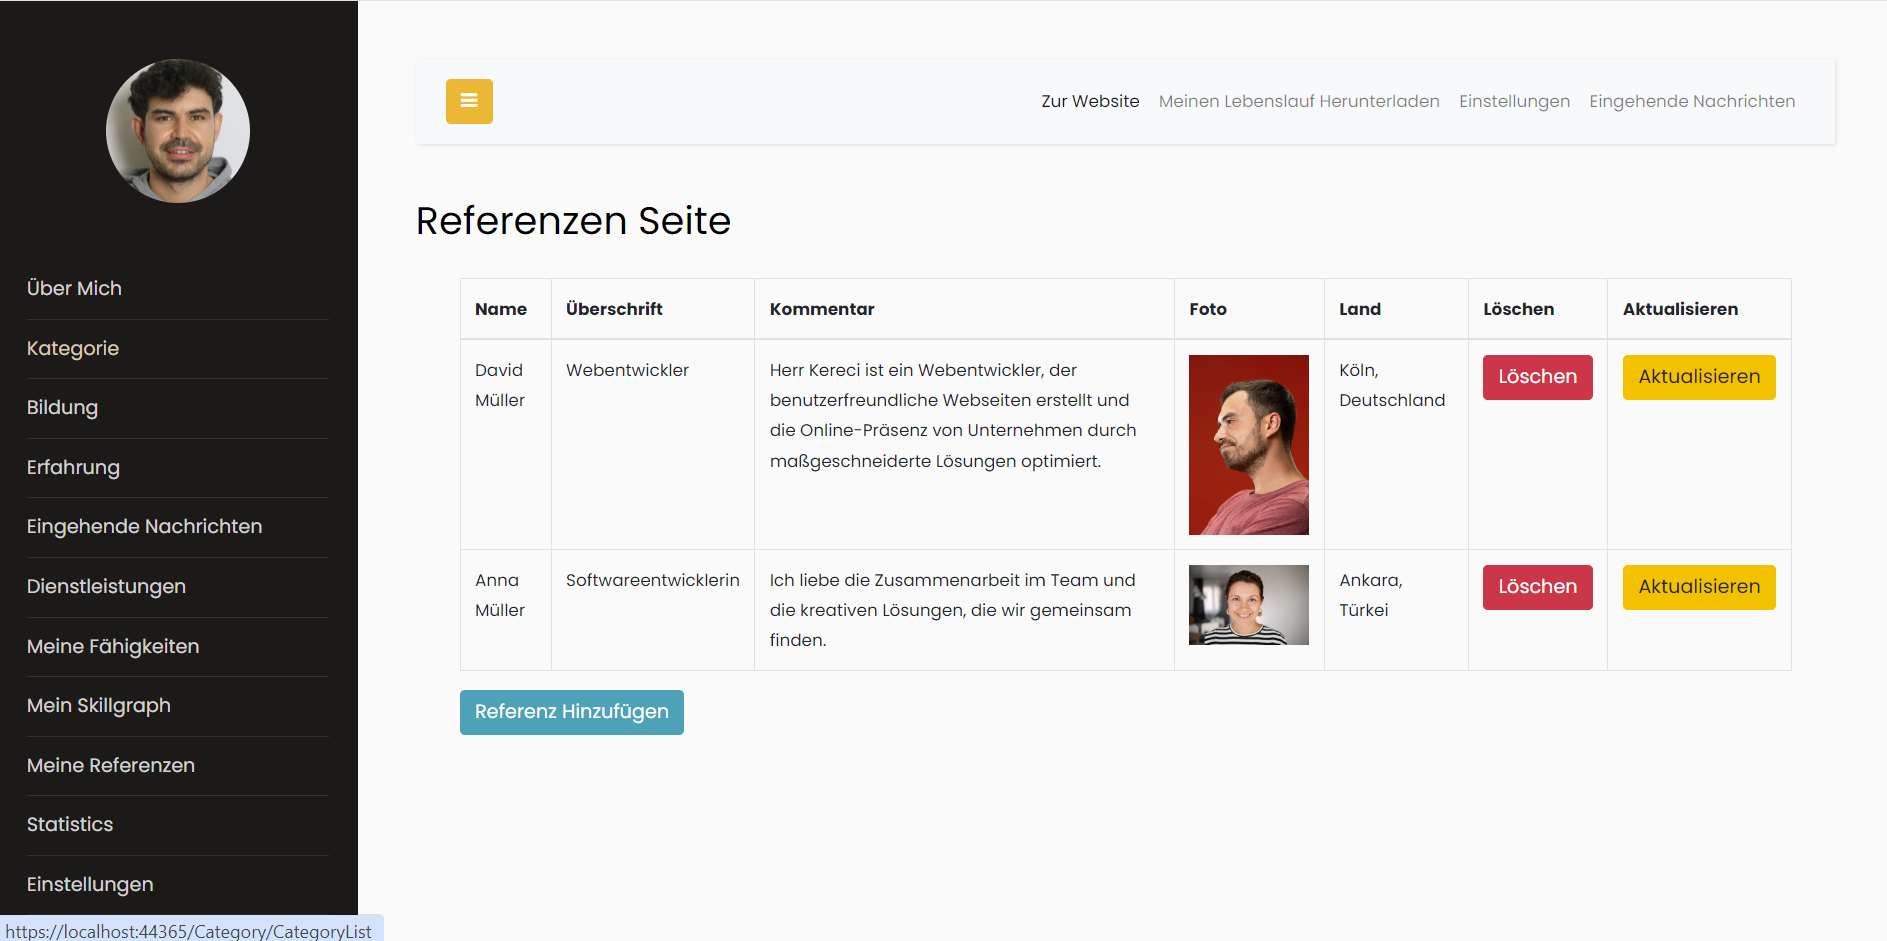 Zur Website Meinen Lebenslauf Herunterladen Einstellungen Eingehende Nachrichten
Über Mich
Kategorie
Bildung
Erfahrung
Eingehende Nachrichten
Dienstleistungen
Meine Fähigkeiten
Mein Skillgraph
Meine Referenzen
Statistics
Einstellungen
Referenzen Seite
Name Überschrift Kommentar Foto Land Löschen Aktualisieren
David
Müller
Webentwickler
Herr Kereci ist ein Webentwickler, der
benutzerfreundliche Webseiten erstellt und
die Online-Präsenz von Unternehmen durch
maßgeschneiderte Lösungen optimiert.
Köln,
Deutschland
Löschen
Aktualisieren
Anna
Müller
Softwareentwicklerin
Ich liebe die Zusammenarbeit im Team und
die kreativen Lösungen, die wir gemeinsam
finden.
Ankara,
Türkei
Löschen
Aktualisieren
Referenz Hinzufügen
https://localhost:44365/Category/CategoryList